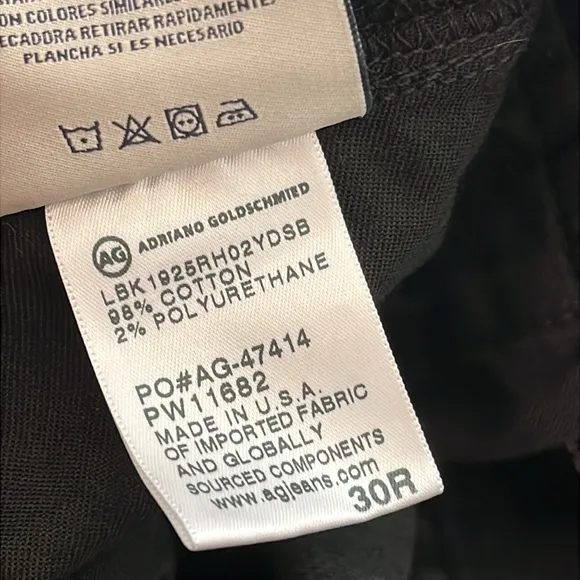 ON COLORES SIMILARES
ECADORA RETIRAR RAPIDAMENTE
PLANCHA SI ES NECESARIO
AG ADRIANO GOLDSCHMIED
LBK1925RH02YDSB
98% COTTON
2% POLYURETHANE
PO#AG-47414
PW11682
MADE IN U.S.A.
OF IMPORTED FABRIC
AND GLOBALLY
SOURCED COMPONENTS
www.agjeans.com
30R